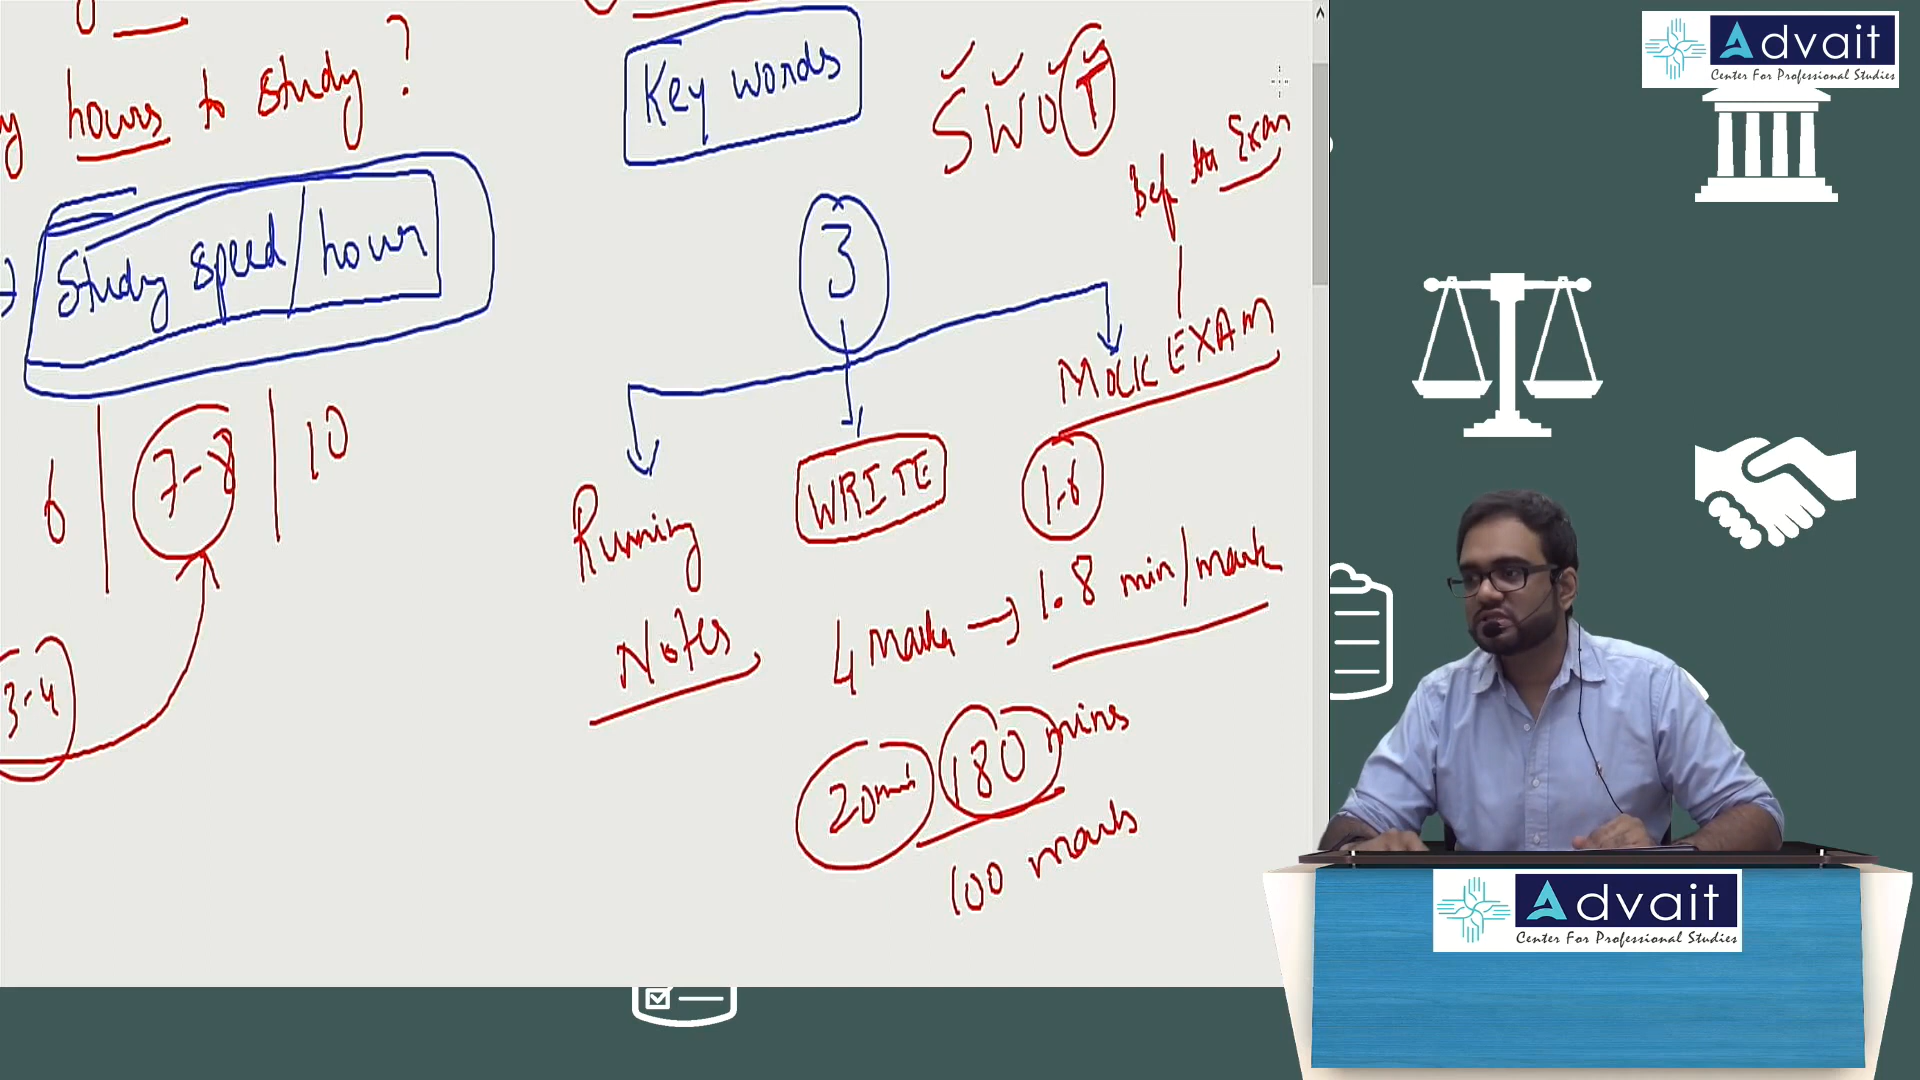 hours to study?
Study speed/hour
6 | 7-8 | 10
3-4
Key words
SWOT
Bef the Exam
3
Running
Notes
WRITE
MOCK EXAM
1.8
4 marks → 1.8 min/mark
20min 180 mins
100 marks
Advait
Center For Professional Studies
Advait
Center For Professional Studies